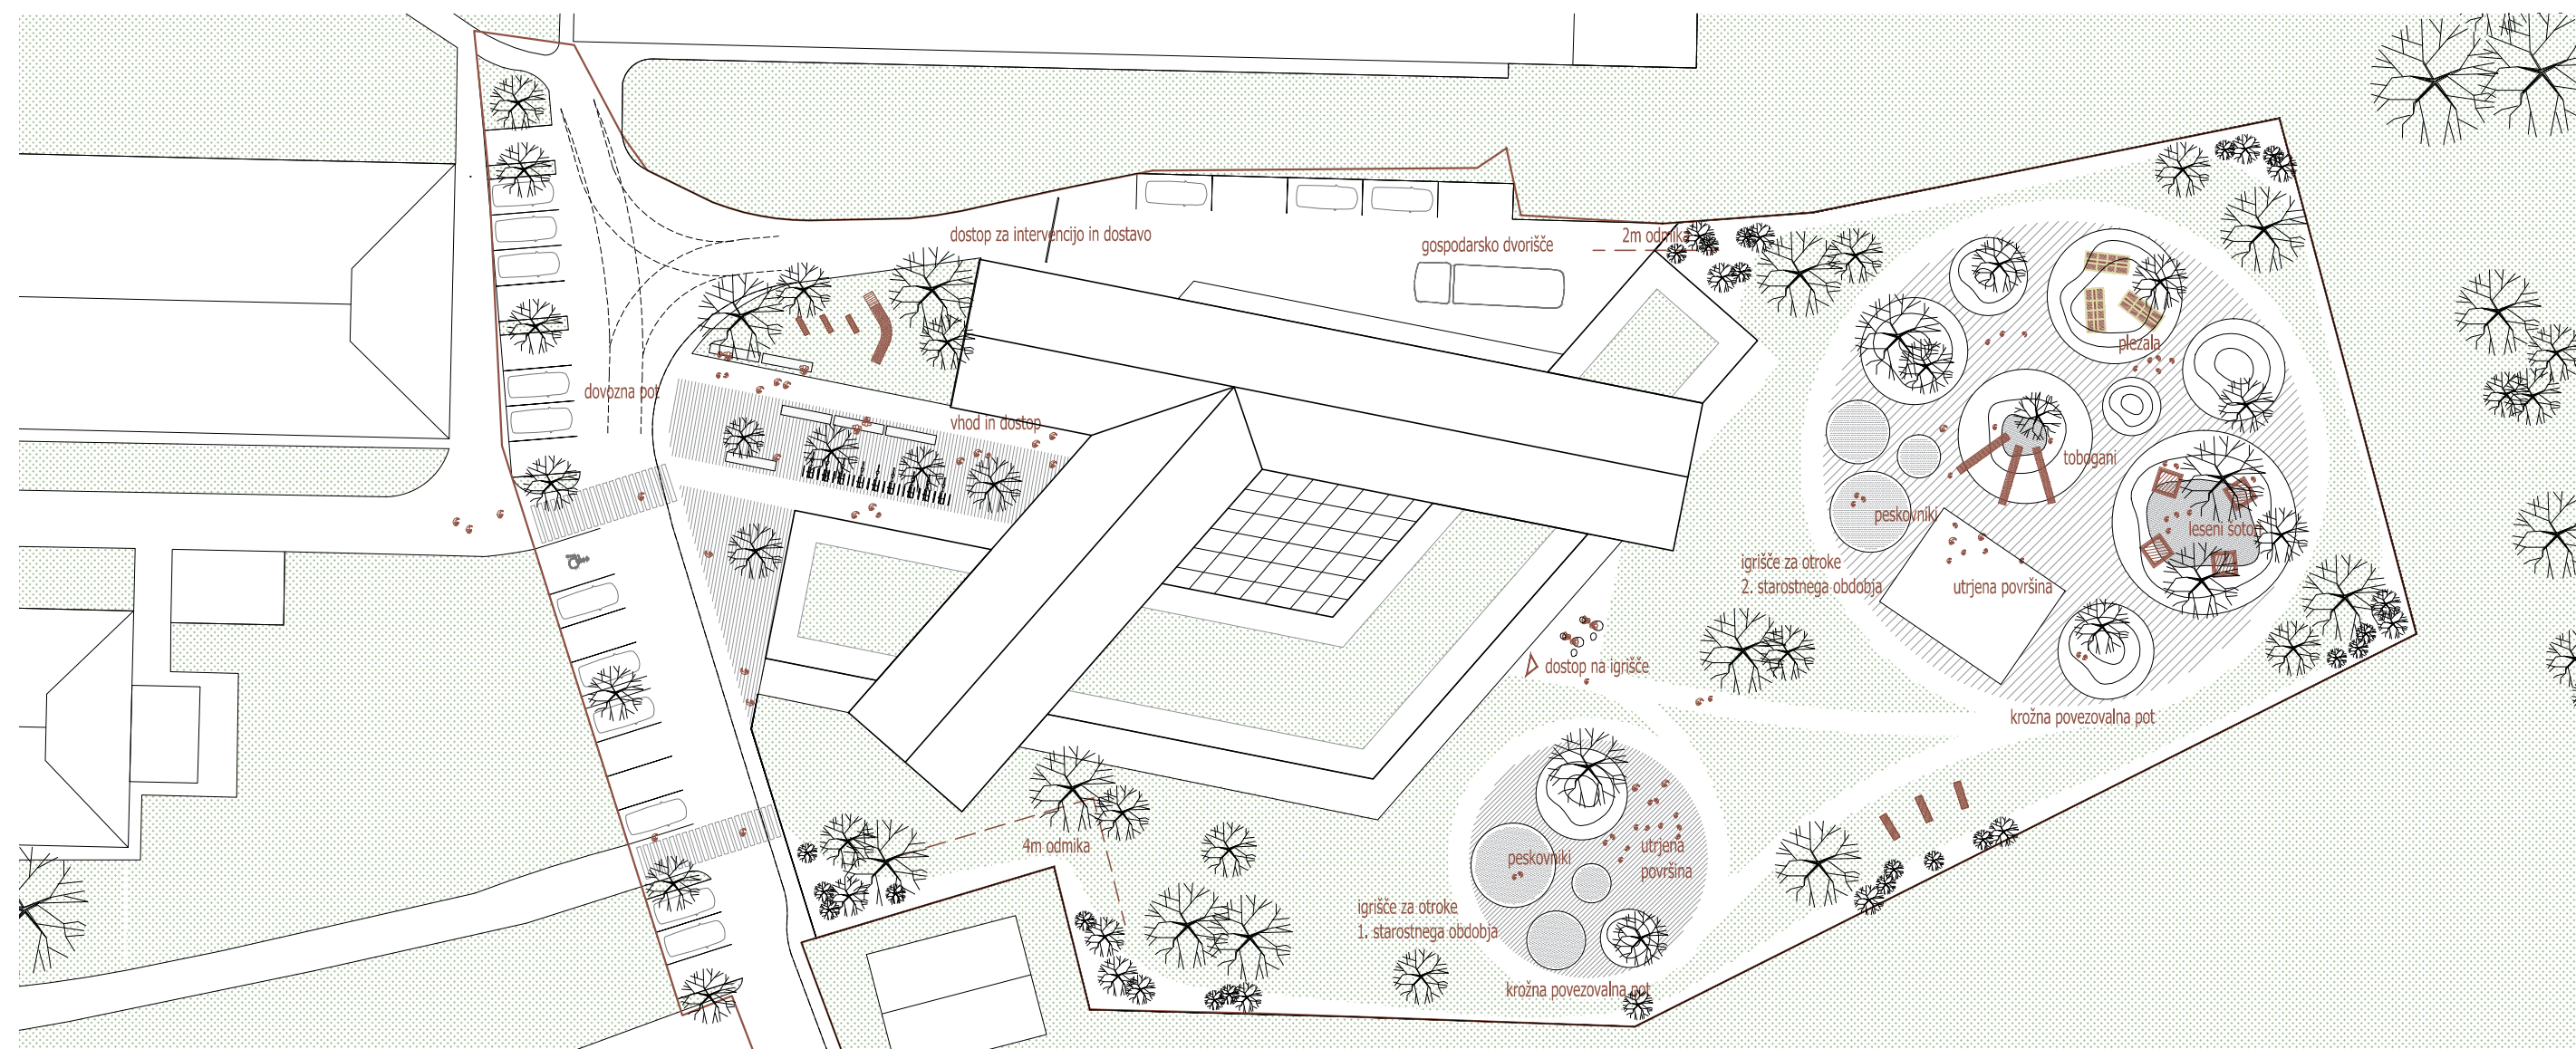 dostop za intervencijo in dostavo
gospodarsko dvorišče
2m odmika
dovozna pot
vhod in dostop
plezala
tobogani
peskovniki
leseni šotori
igrišče za otroke
2. starostnega obdobja
utrjena površina
dostop na igrišče
krožna povezovalna pot
4m odmika
peskovniki
utrjena
površina
igrišče za otroke
1. starostnega obdobja
krožna povezovalna pot